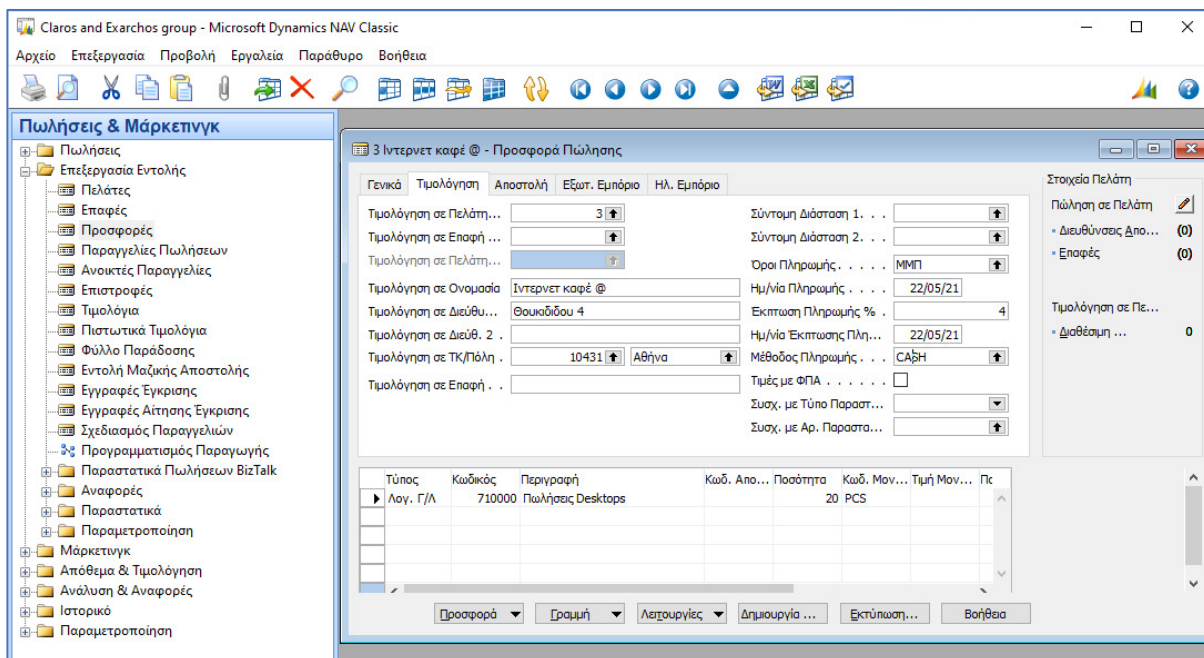 Claros and Exarchos group - Microsoft Dynamics NAV Classic
Αρχείο Επεξεργασία Προβολή Εργαλεία Παράθυρο Βοήθεια
Πωλήσεις & Μάρκετινγκ
Πωλήσεις
Επεξεργασία Εντολής
Πελάτες
Επαφές
Προσφορές
Παραγγελίες Πωλήσεων
Ανοικτές Παραγγελίες
Επιστροφές
Τιμολόγια
Πιστωτικά Τιμολόγια
Φύλλο Παράδοσης
Εντολή Μαζικής Αποστολής
Εγγραφές Έγκρισης
Εγγραφές Αίτησης Έγκρισης
Σχεδιασμός Παραγγελιών
Προγραμματισμός Παραγωγής
Παραστατικά Πωλήσεων BizTalk
Αναφορές
Παραστατικά
Παραμετροποίηση
Μάρκετινγκ
Απόθεμα & Τιμολόγηση
Ανάλυση & Αναφορές
Ιστορικό
Παραμετροποίηση
3 Ιντερνετ καφέ @ - Προσφορά Πώλησης
Γενικά Τιμολόγηση Αποστολή Εξωτ. Εμπόριο Ηλ. Εμπόριο
Τιμολόγηση σε Πελάτη... 3
Τιμολόγηση σε Επαφή ...
Τιμολόγηση σε Πελάτη...
Τιμολόγηση σε Ονομασία Ιντερνετ καφέ @
Τιμολόγηση σε Διεύθυ... Θουκιδίδου 4
Τιμολόγηση σε Διεύθ. 2 .
Τιμολόγηση σε ΤΚ/Πόλη . 10431 Αθήνα
Τιμολόγηση σε Επαφή . .
Σύντομη Διάσταση 1. . .
Σύντομη Διάσταση 2. . .
Όροι Πληρωμής . . . . . ΜΜΠ
Ημ/νία Πληρωμής . . . . 22/05/21
Έκπτωση Πληρωμής % . 4
Ημ/νία Έκπτωσης Πλη... 22/05/21
Μέθοδος Πληρωμής . . . CASH
Τιμές με ΦΠΑ . . . . . .
Συσχ. με Τύπο Παραστ...
Συσχ. με Αρ. Παραστα...
Στοιχεία Πελάτη
Πώληση σε Πελάτη
Διευθύνσεις Απο... (0)
Επαφές (0)
Τιμολόγηση σε Πε...
Διαθέσιμη ... 0
Τύπος Κωδικός Περιγραφή Κωδ. Απο... Ποσότητα Κωδ. Μον... Τιμή Μον... Πο
Λογ. Γ/Λ 710000 Πωλήσεις Desktops 20 PCS
Προσφορά Γραμμή Λειτουργίες Δημιουργία ... Εκτύπωση... Βοήθεια